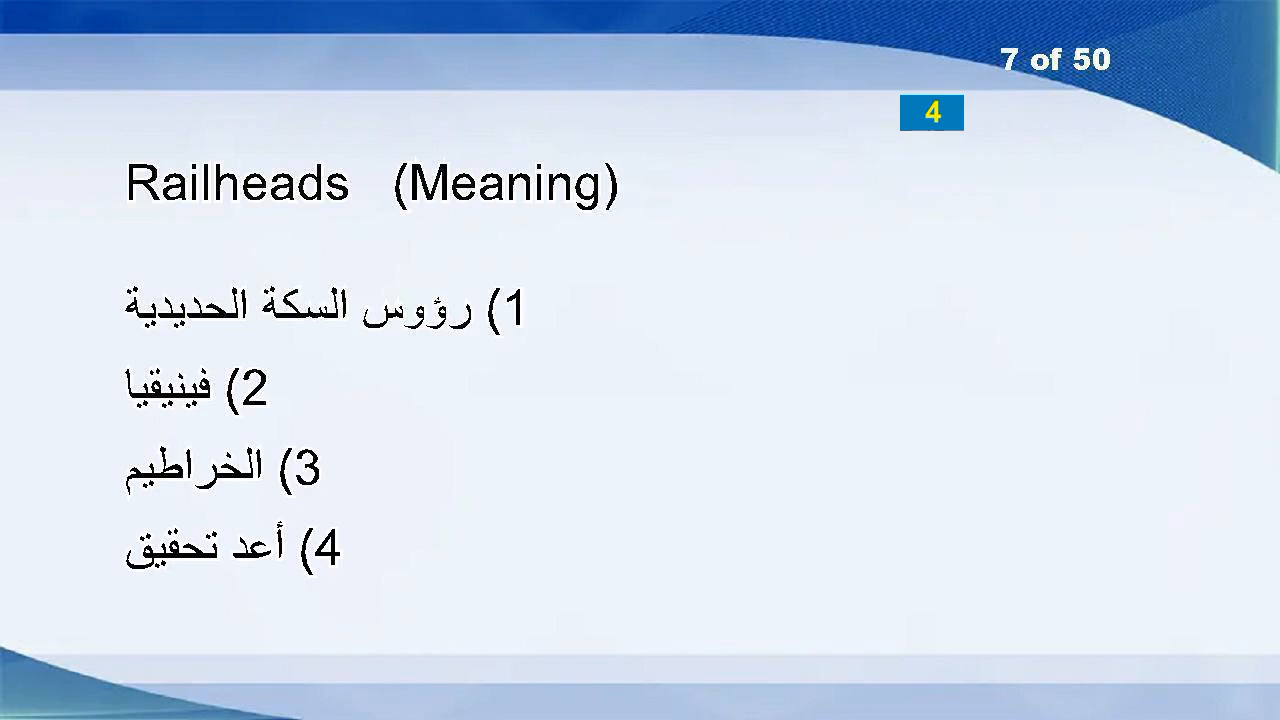 7 of 50
4
Railheads (Meaning)
1) رؤوس السكة الحديدية
2) فينيقيا
3) الخراطيم
4) أعد تحقيق